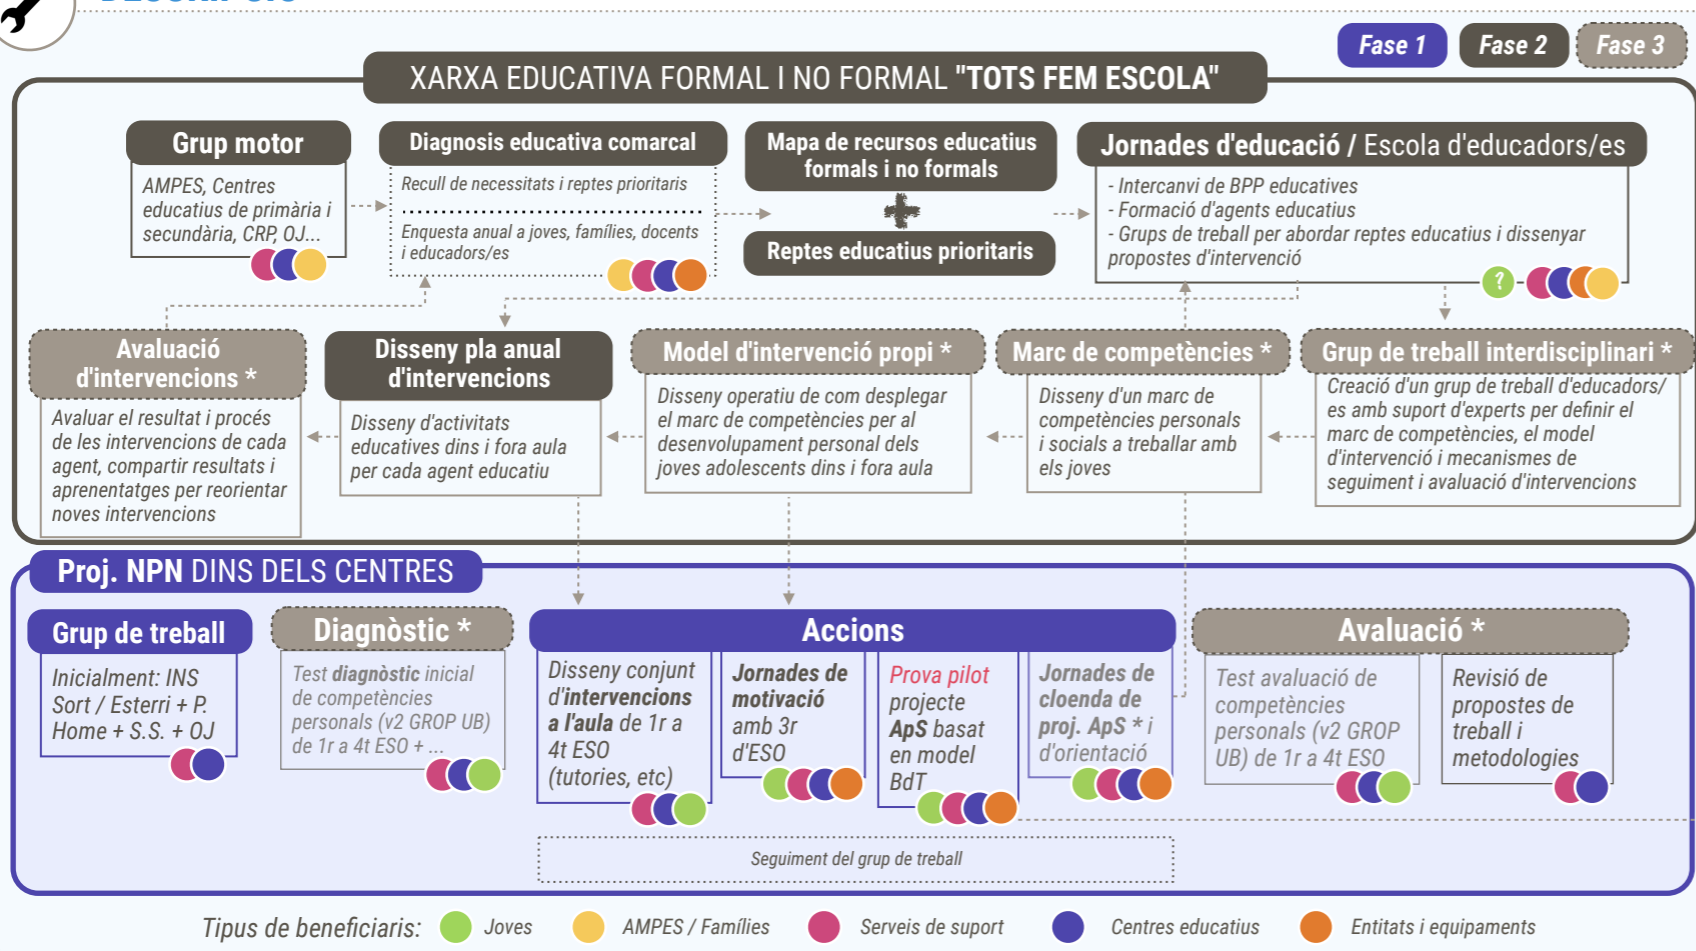 Fase 1
Fase 2
Fase 3
XARXA EDUCATIVA FORMAL I NO FORMAL "TOTS FEM ESCOLA"
Grup motor
AMPES, Centres
educatius de primària i
secundària, CRP, OJ...
Diagnosis educativa comarcal
Recull de necessitats i reptes prioritaris
Enquesta anual a joves, famílies, docents
i educadors/es
Mapa de recursos educatius
formals i no formals
Reptes educatius prioritaris
Jornades d'educació / Escola d'educadors/es
- Intercanvi de BPP educatives
- Formació d'agents educatius
- Grups de treball per abordar reptes educatius i dissenyar
propostes d'intervenció
?
Avaluació
d'intervencions *
Avaluar el resultat i procés
de les intervencions de cada
agent, compartir resultats i
aprenentatges per reorientar
noves intervencions
Disseny pla anual
d'intervencions
Disseny d'activitats
educatives dins i fora aula
per cada agent educatiu
Model d'intervenció propi *
Disseny operatiu de com desplegar
el marc de competències per al
desenvolupament personal dels
joves adolescents dins i fora aula
Marc de competències *
Disseny d'un marc de
competències personals
i socials a treballar amb
els joves
Grup de treball interdisciplinari *
Creació d'un grup de treball d'educadors/
es amb suport d'experts per definir el
marc de competències, el model
d'intervenció i mecanismes de
seguiment i avaluació d'intervencions
Proj. NPN DINS DELS CENTRES
Grup de treball
Inicialment: INS
Sort / Esterri + P.
Home + S.S. + OJ
Diagnòstic *
Test diagnòstic inicial
de competències
personals (v2 GROP UB)
de 1r a 4t ESO + ...
Accions
Disseny conjunt
d'intervencions
a l'aula de 1r a
4t ESO
(tutories, etc)
Jornades de
motivació
amb 3r
d'ESO
Prova pilot
projecte
ApS basat
en model
BdT
Jornades de
cloenda de
proj. ApS * i
d'orientació
Avaluació *
Test avaluació de
competències
personals (v2 GROP
UB) de 1r a 4t ESO
Revisió de
propostes de
treball i
metodologies
Seguiment del grup de treball
Tipus de beneficiaris:
Joves
AMPES / Famílies
Serveis de suport
Centres educatius
Entitats i equipaments